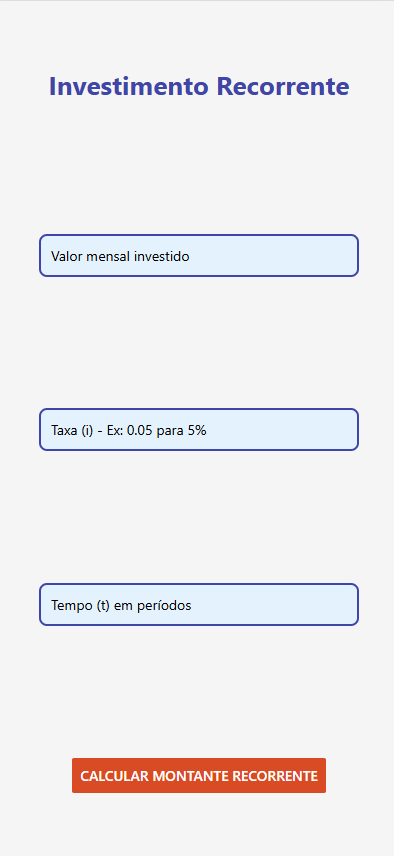 Investimento Recorrente
Valor mensal investido
Taxa (i) - Ex: 0.05 para 5%
Tempo (t) em períodos
CALCULAR MONTANTE RECORRENTE